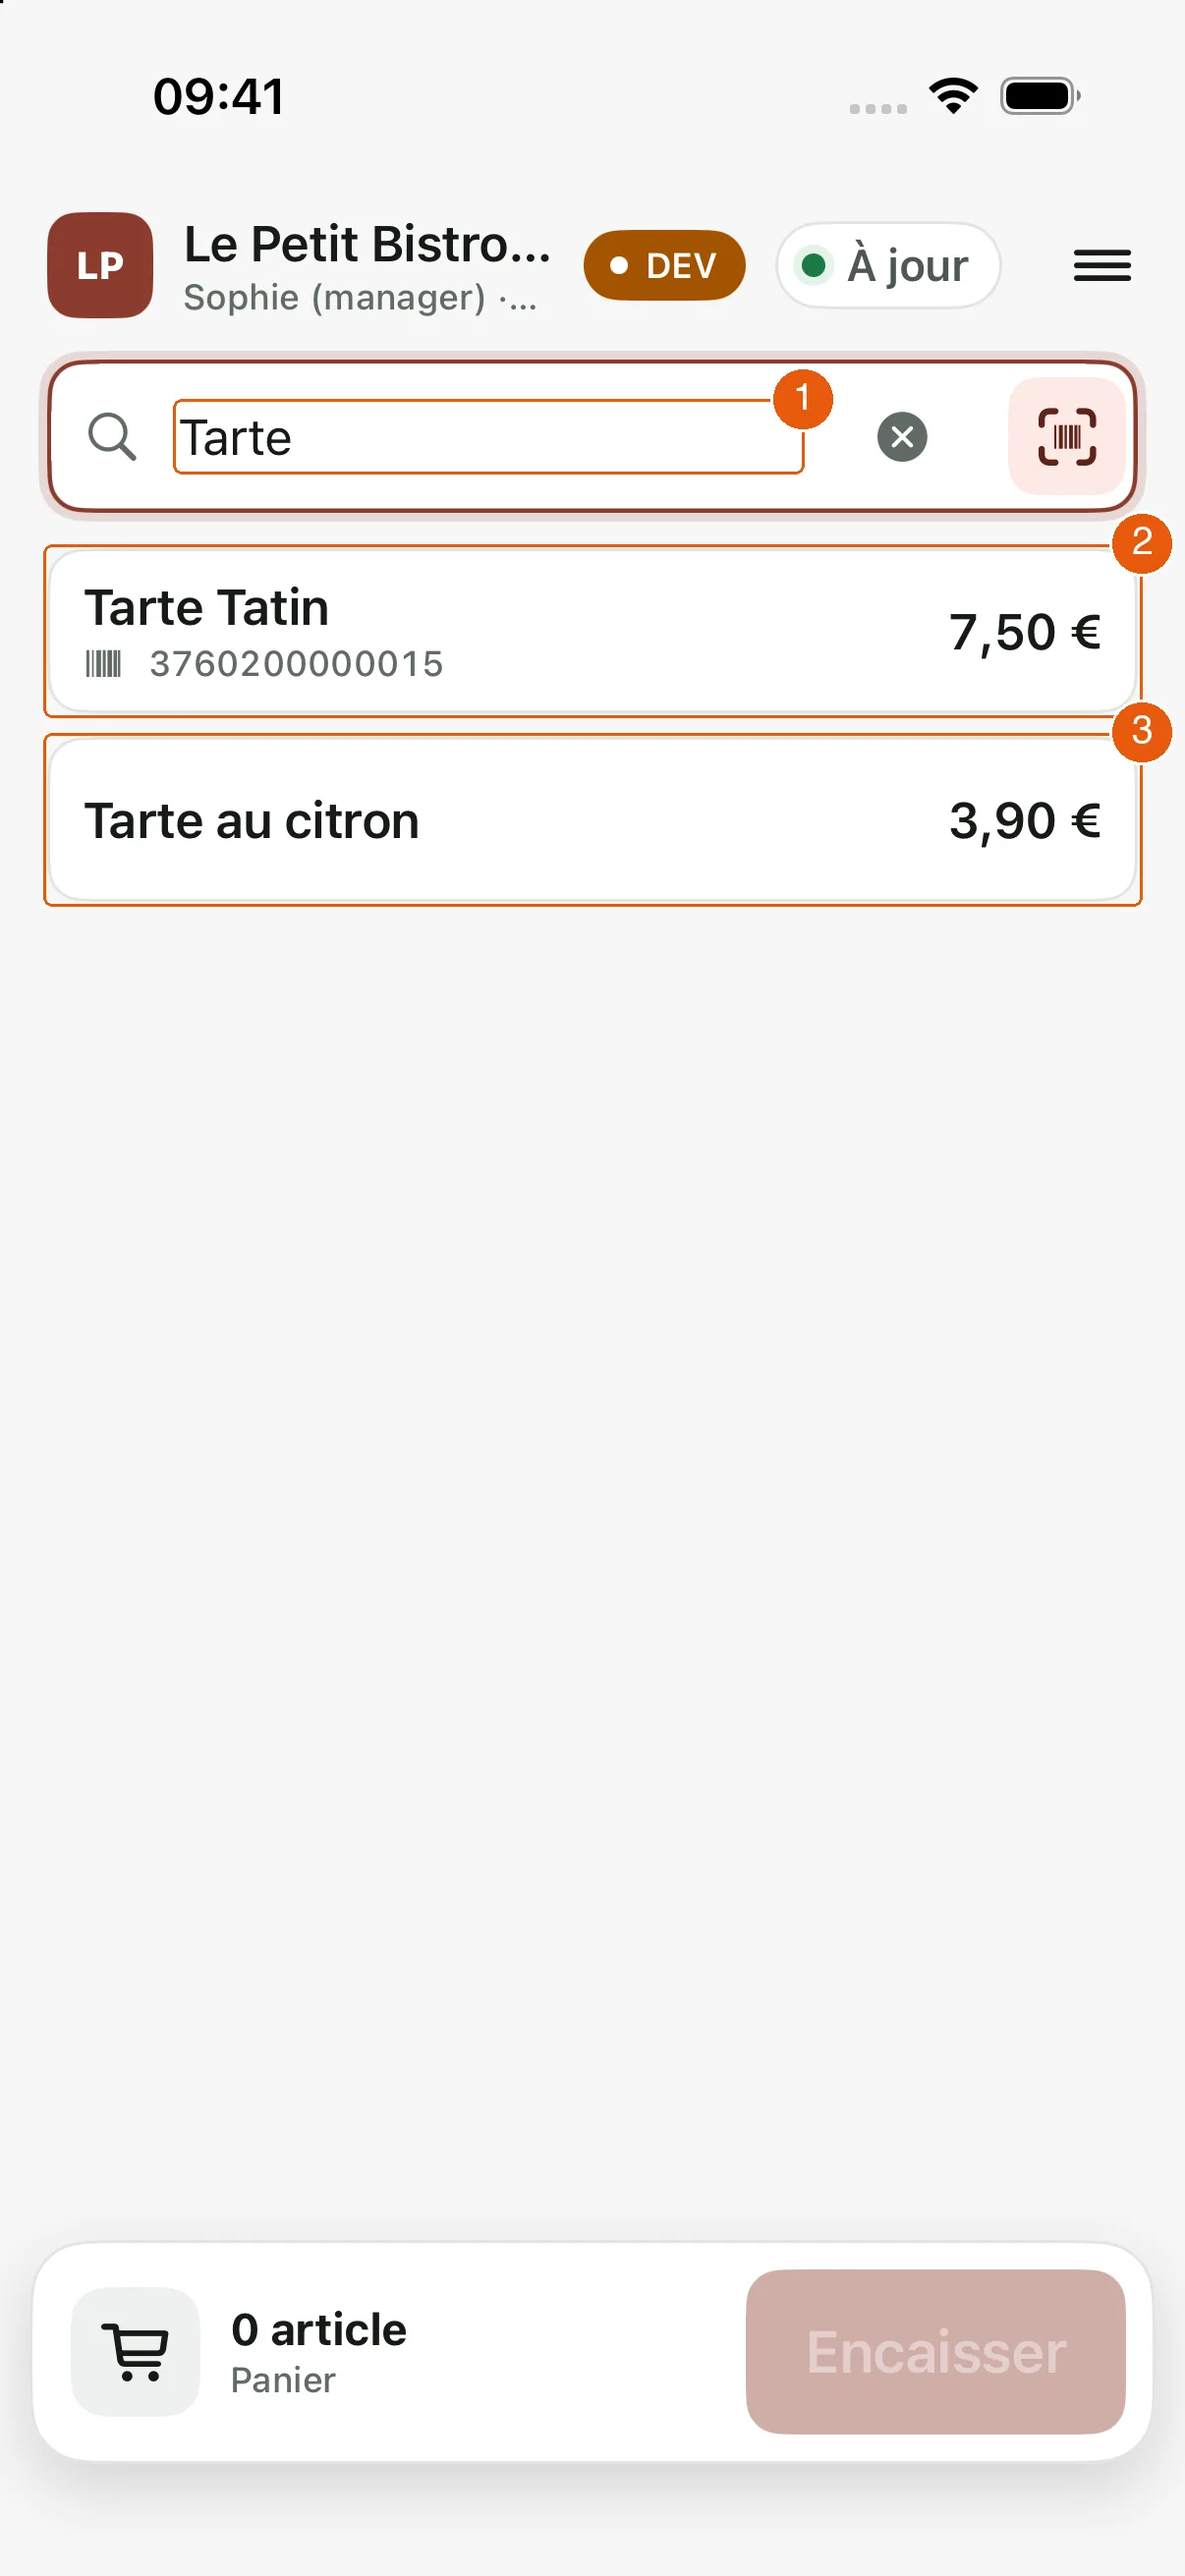 09:41
LP
Le Petit Bistro...
Sophie (manager) ·...
DEV
À jour
Tarte
1
2
Tarte Tatin
3760200000015
7,50 €
3
Tarte au citron
3,90 €
0 article
Panier
Encaisser